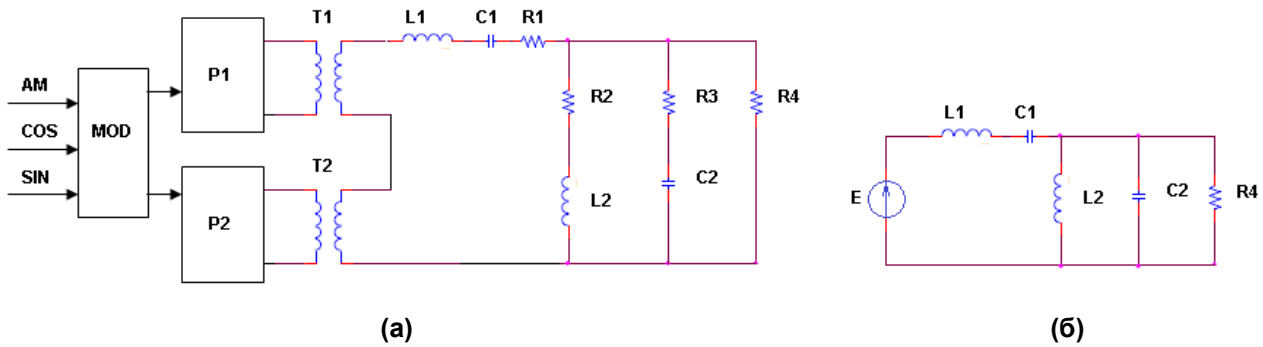 T1
L1
C1
R1
P1
AM
MOD
COS
SIN
R2
R3
R4
T2
L2
C2
P2
(а)
L1
C1
E
L2
C2
R4
(б)